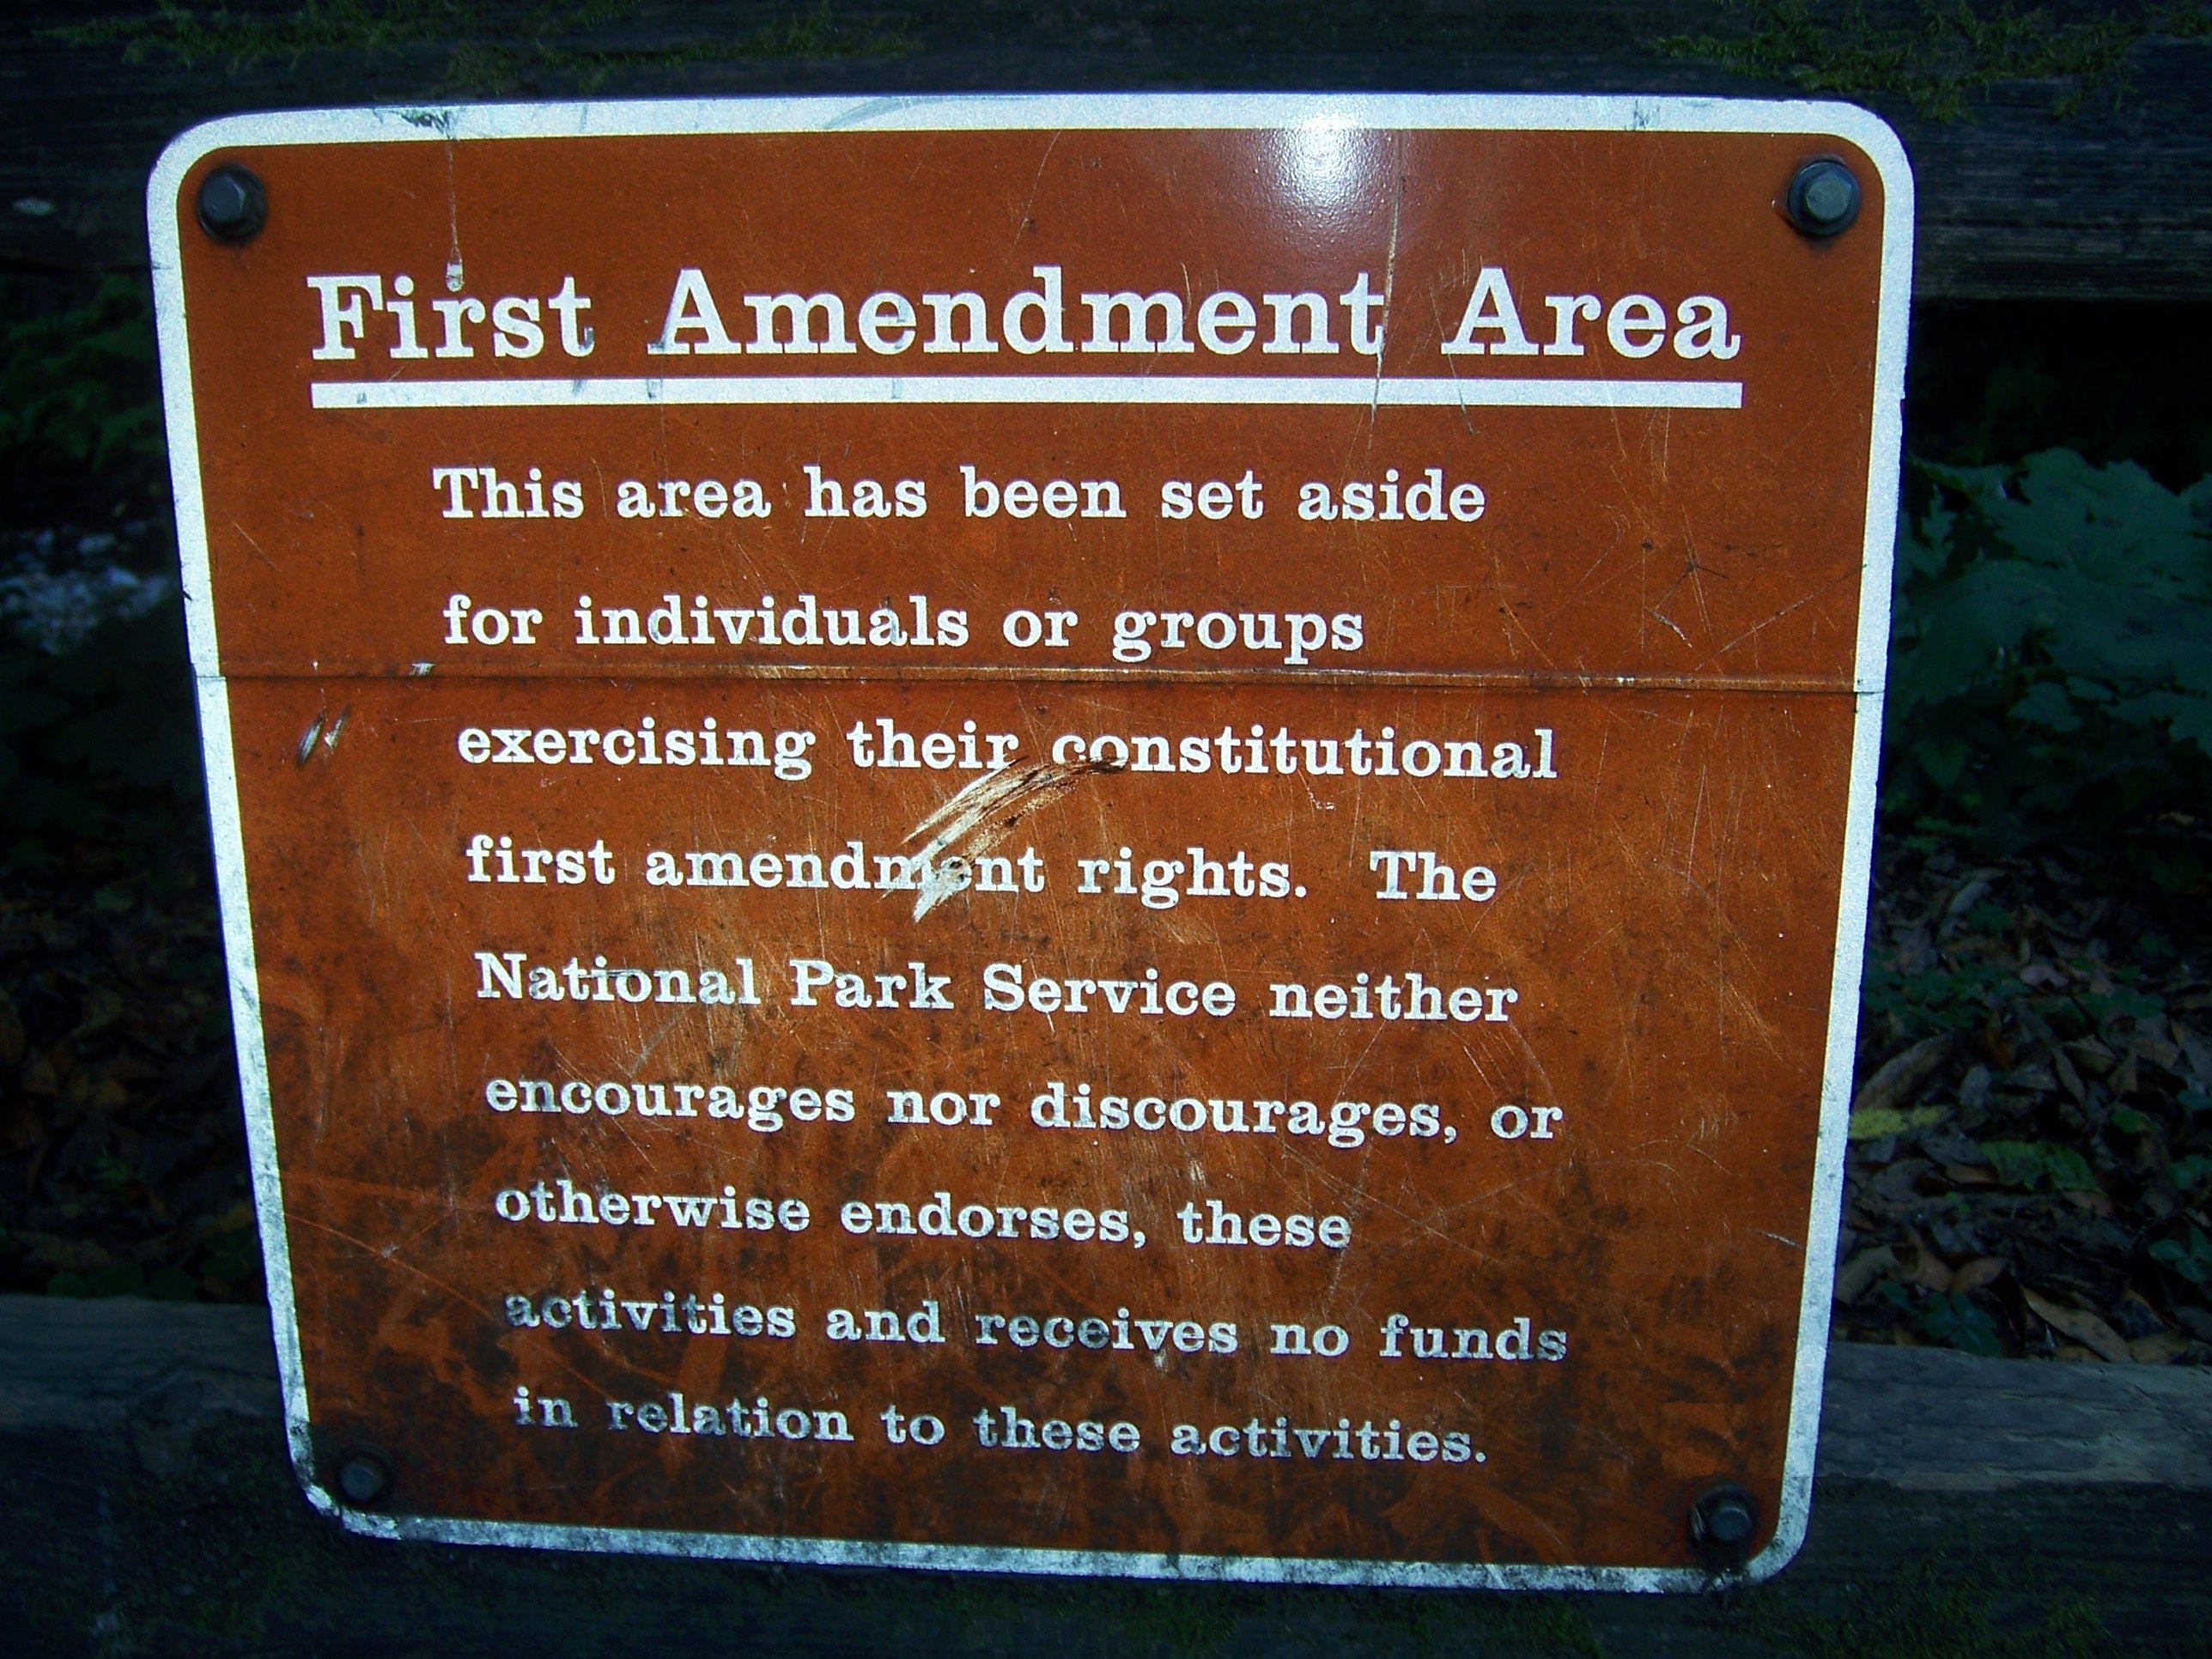 First Amendment Area
This area has been set aside
for individuals or groups
exercising their constitutional
first amendment rights. The
National Park Service neither
encourages nor discourages, or
otherwise endorses, these
activities and receives no funds
in relation to these activities.